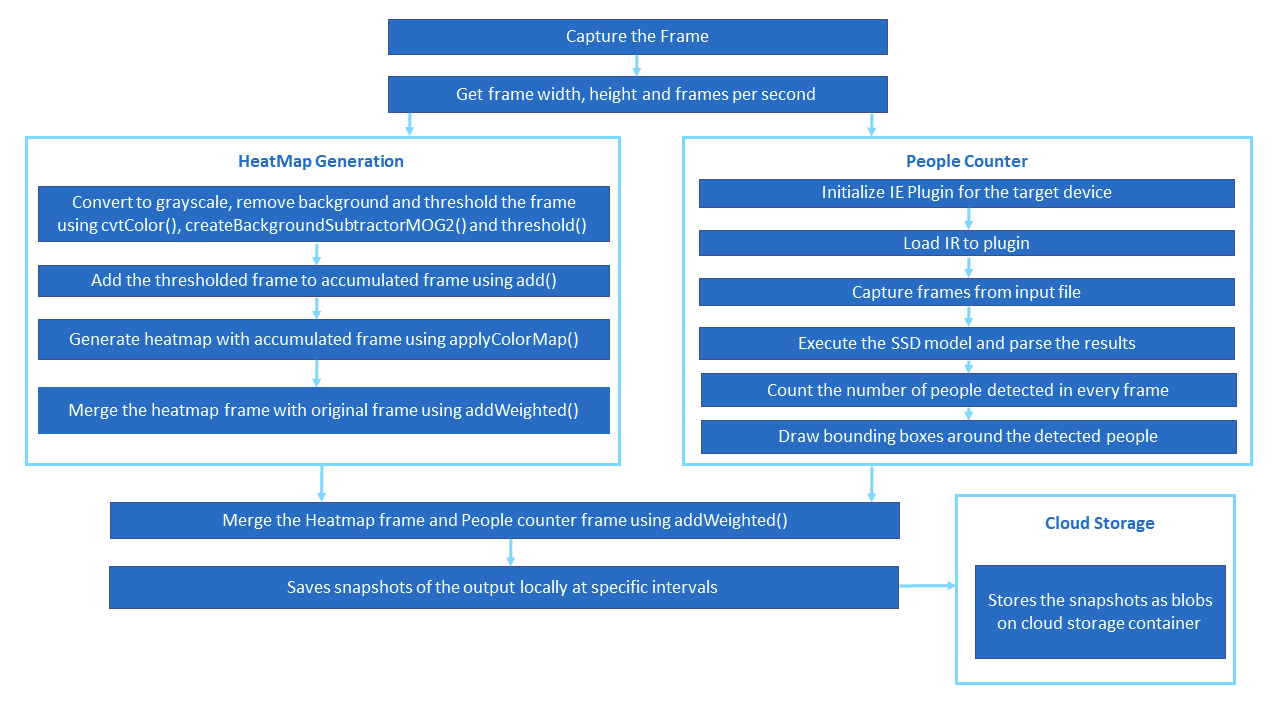 Capture the Frame
Get frame width, height and frames per second
HeatMap Generation
Convert to grayscale, remove background and threshold the frame
using cvtColor(), createBackgroundSubtractorMOG2() and threshold()
Add the thresholded frame to accumulated frame using add()
Generate heatmap with accumulated frame using applyColorMap()
Merge the heatmap frame with original frame using addWeighted()
People Counter
Initialize IE Plugin for the target device
Load IR to plugin
Capture frames from input file
Execute the SSD model and parse the results
Count the number of people detected in every frame
Draw bounding boxes around the detected people
Merge the Heatmap frame and People counter frame using addWeighted()
Saves snapshots of the output locally at specific intervals
Cloud Storage
Stores the snapshots as blobs
on cloud storage container